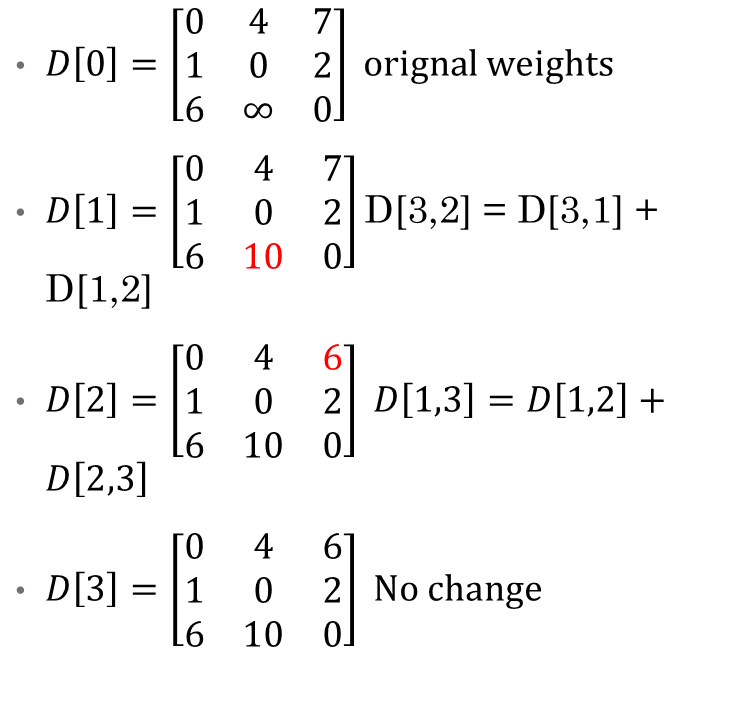 • D[0] = [0 4 7; 1 0 2; 6 ∞ 0] orignal weights
• D[1] = [0 4 7; 1 0 2; 6 10 0] D[3,2] = D[3,1] +
D[1,2]
• D[2] = [0 4 6; 1 0 2; 6 10 0] D[1,3] = D[1,2] +
D[2,3]
• D[3] = [0 4 6; 1 0 2; 6 10 0] No change